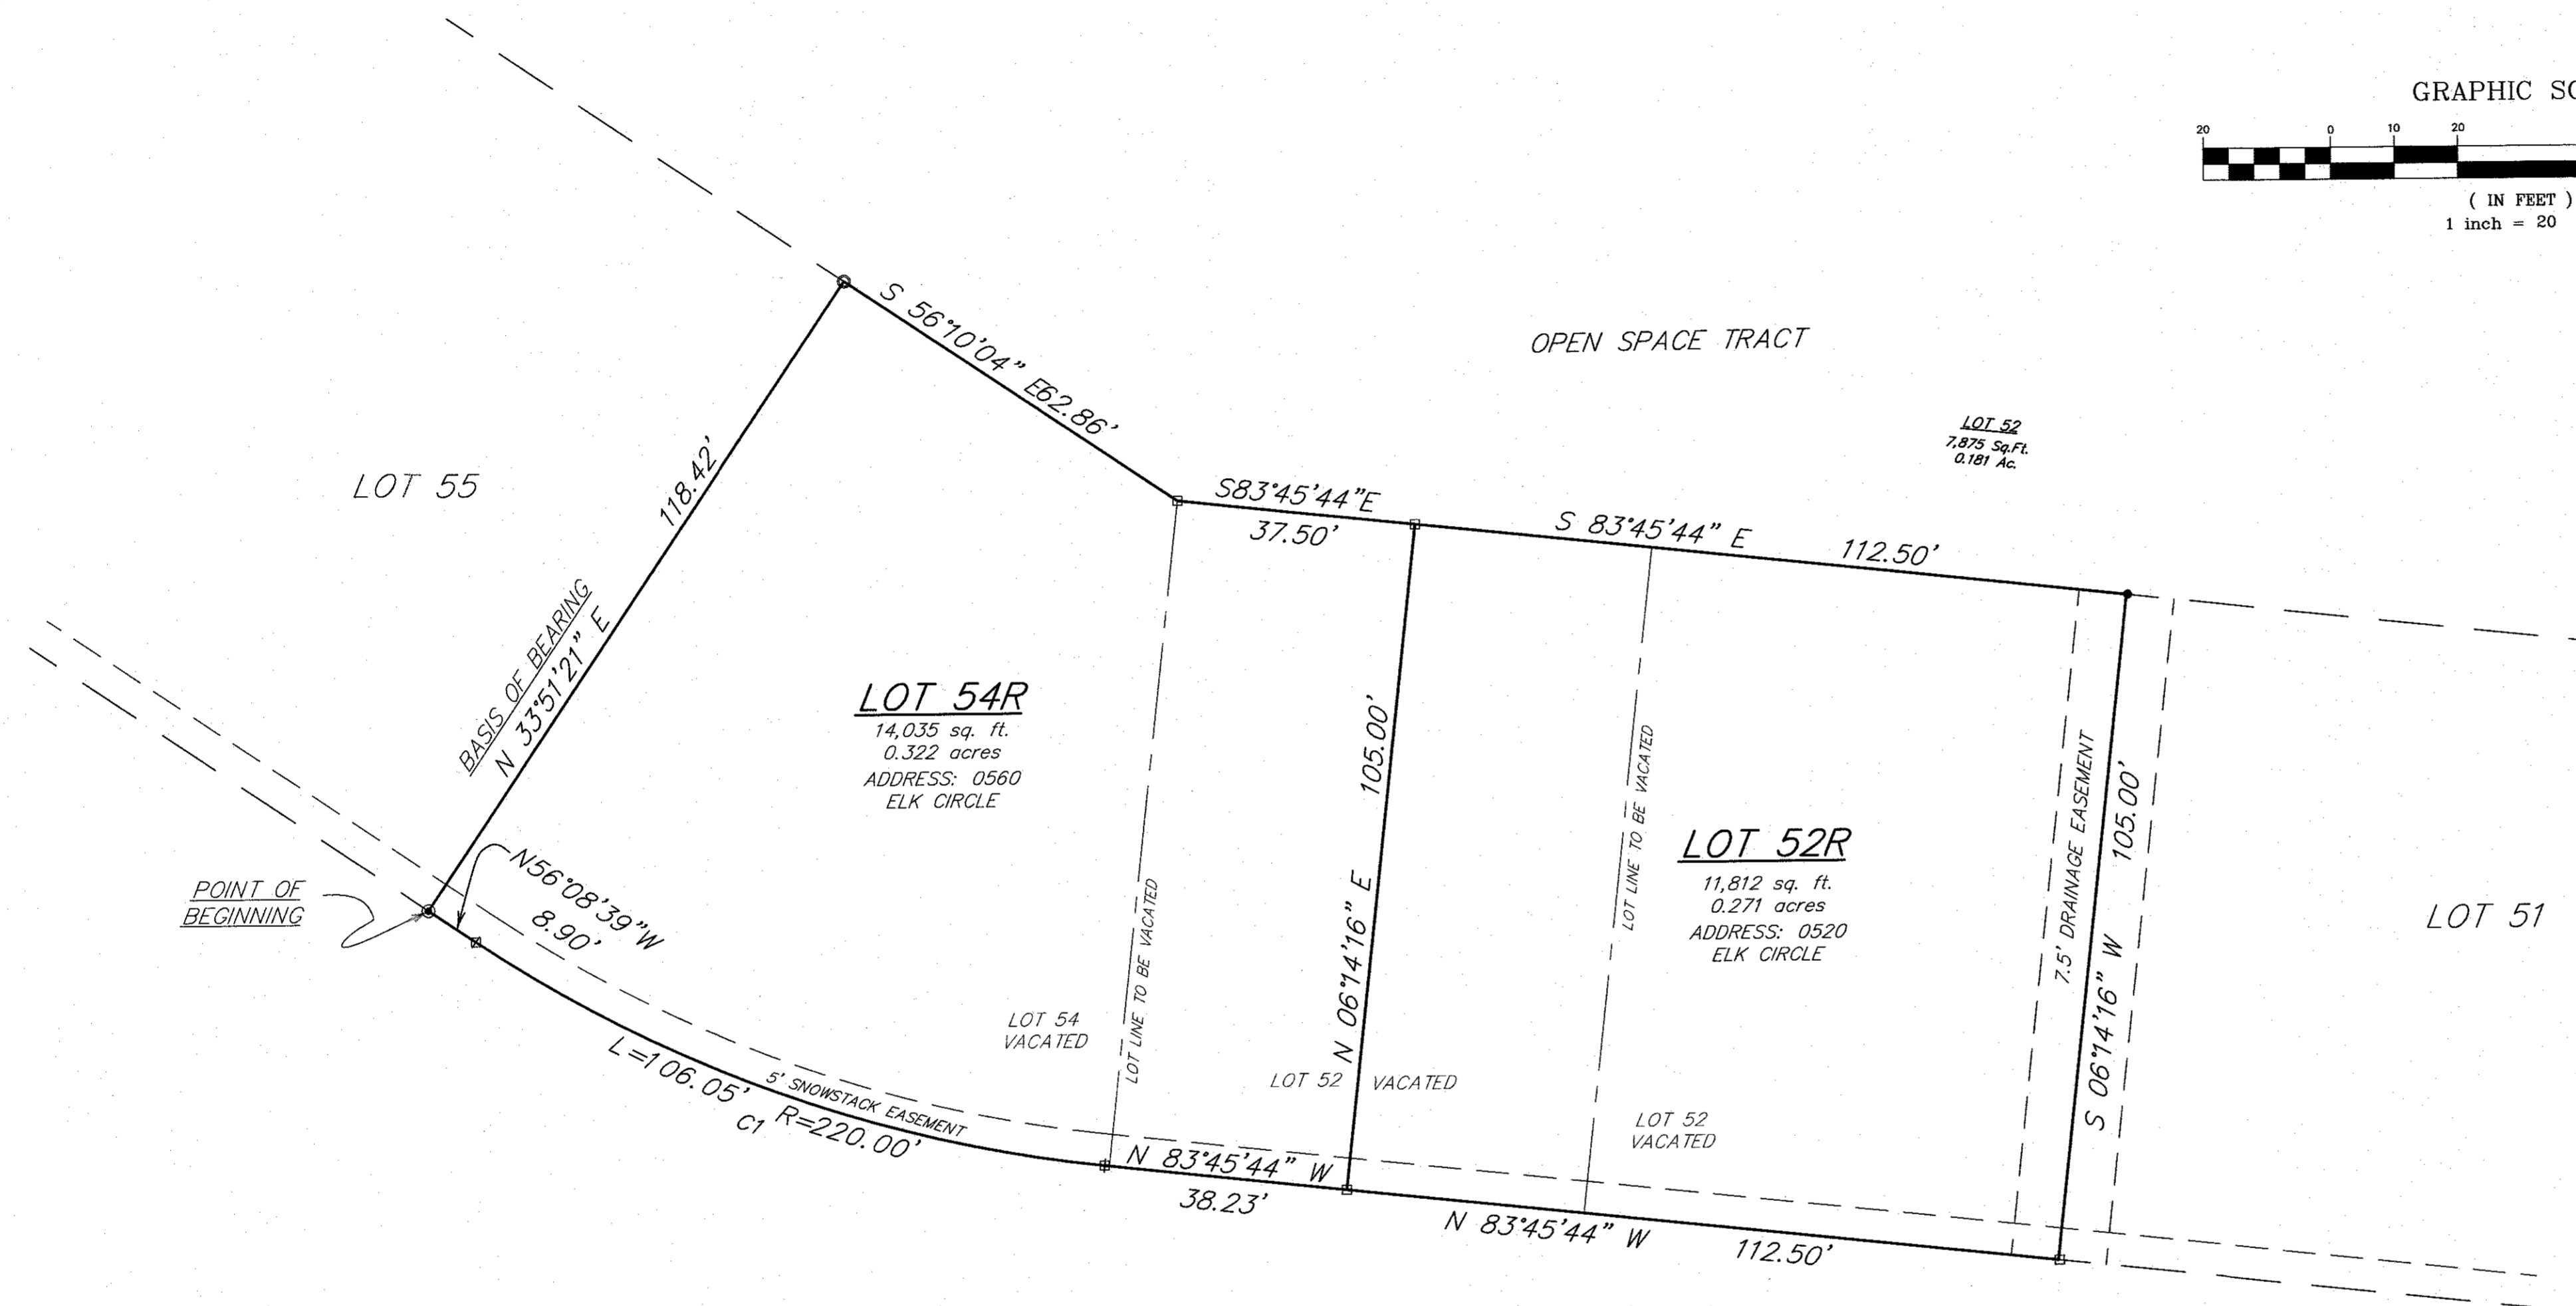 GRAPHIC SC
20 0 10 20
( IN FEET )
1 inch = 20
S 56°10'04" E 62.86'
OPEN SPACE TRACT
LOT 52
7,875 Sq.Ft.
0.181 Ac.
LOT 55
118.42'
BASIS OF BEARING
N 33°51'21" E
S83°45'44"E
37.50'
S 83°45'44" E 112.50'
LOT 54R
14,035 sq. ft.
0.322 acres
ADDRESS: 0560
ELK CIRCLE
LOT LINE TO BE VACATED
N 06°14'16" E 105.00'
LOT LINE TO BE VACATED
LOT 52R
11,812 sq. ft.
0.271 acres
ADDRESS: 0520
ELK CIRCLE
7.5' DRAINAGE EASEMENT
S 06°14'16" W 105.00'
LOT 51
POINT OF
BEGINNING
N56°08'39"W
8.90'
LOT 54
VACATED
LOT 52 VACATED
LOT 52
VACATED
5' SNOWSTACK EASEMENT
L=106.05' R=220.00'
C1
N 83°45'44" W
38.23'
N 83°45'44" W 112.50'